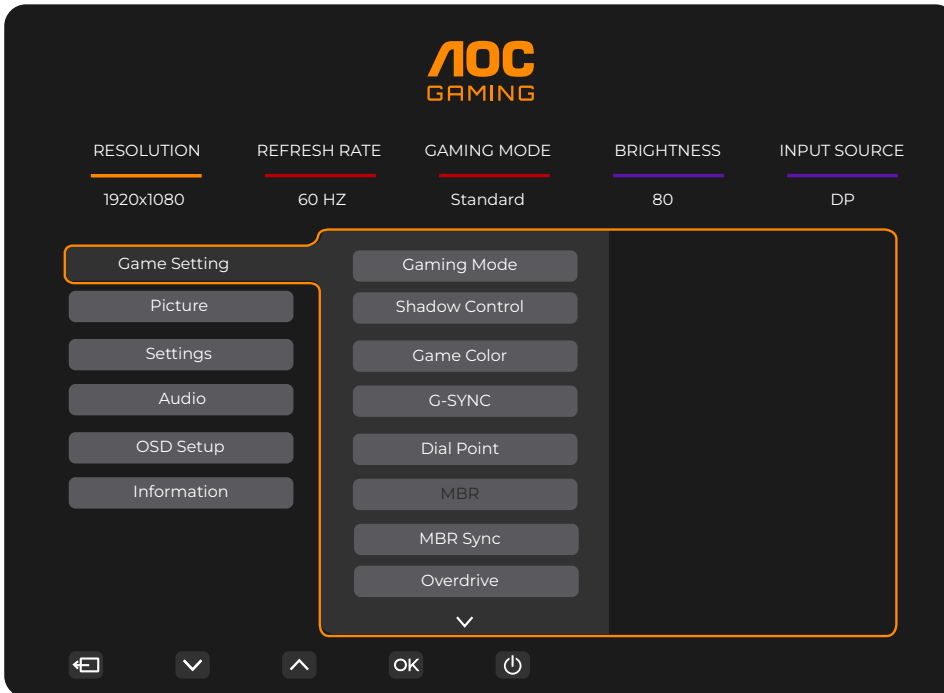 AOC
GAMING
RESOLUTION REFRESH RATE GAMING MODE BRIGHTNESS INPUT SOURCE
1920x1080 60 HZ Standard 80 DP
Game Setting Gaming Mode
Picture Shadow Control
Settings Game Color
Audio G-SYNC
OSD Setup Dial Point
Information MBR
MBR Sync
Overdrive
OK